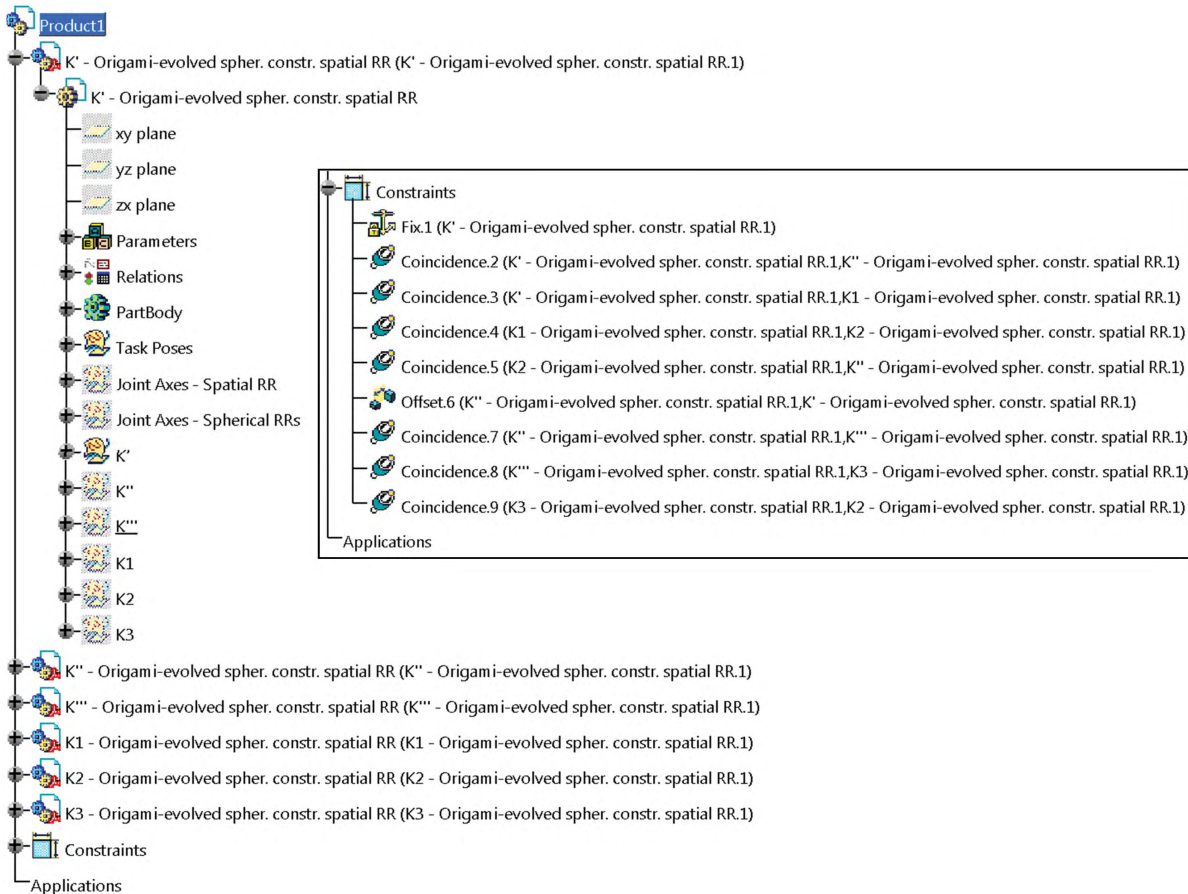 Product1
K' - Origami-evolved spher. constr. spatial RR (K' - Origami-evolved spher. constr. spatial RR.1)
K' - Origami-evolved spher. constr. spatial RR
xy plane
yz plane
zx plane
Parameters
Relations
PartBody
Task Poses
Joint Axes - Spatial RR
Joint Axes - Spherical RRs
K'
K''
K'''
K1
K2
K3
K'' - Origami-evolved spher. constr. spatial RR (K'' - Origami-evolved spher. constr. spatial RR.1)
K''' - Origami-evolved spher. constr. spatial RR (K''' - Origami-evolved spher. constr. spatial RR.1)
K1 - Origami-evolved spher. constr. spatial RR (K1 - Origami-evolved spher. constr. spatial RR.1)
K2 - Origami-evolved spher. constr. spatial RR (K2 - Origami-evolved spher. constr. spatial RR.1)
K3 - Origami-evolved spher. constr. spatial RR (K3 - Origami-evolved spher. constr. spatial RR.1)
Constraints
Applications
Constraints
Fix.1 (K' - Origami-evolved spher. constr. spatial RR.1)
Coincidence.2 (K' - Origami-evolved spher. constr. spatial RR.1,K'' - Origami-evolved spher. constr. spatial RR.1)
Coincidence.3 (K' - Origami-evolved spher. constr. spatial RR.1,K1 - Origami-evolved spher. constr. spatial RR.1)
Coincidence.4 (K1 - Origami-evolved spher. constr. spatial RR.1,K2 - Origami-evolved spher. constr. spatial RR.1)
Coincidence.5 (K2 - Origami-evolved spher. constr. spatial RR.1,K'' - Origami-evolved spher. constr. spatial RR.1)
Offset.6 (K'' - Origami-evolved spher. constr. spatial RR.1,K' - Origami-evolved spher. constr. spatial RR.1)
Coincidence.7 (K'' - Origami-evolved spher. constr. spatial RR.1,K''' - Origami-evolved spher. constr. spatial RR.1)
Coincidence.8 (K''' - Origami-evolved spher. constr. spatial RR.1,K3 - Origami-evolved spher. constr. spatial RR.1)
Coincidence.9 (K3 - Origami-evolved spher. constr. spatial RR.1,K2 - Origami-evolved spher. constr. spatial RR.1)
Applications